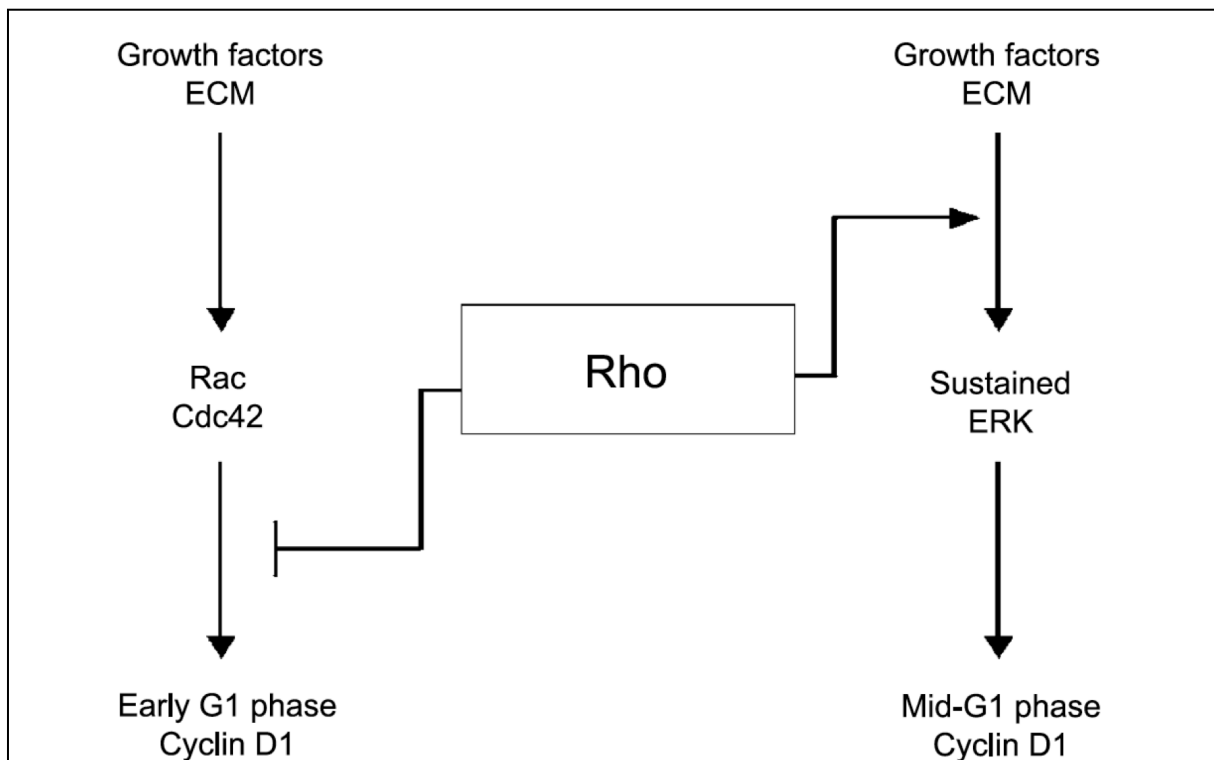 Growth factors
ECM
Growth factors
ECM
Rho
Rac
Cdc42
Sustained
ERK
Early G1 phase
Cyclin D1
Mid-G1 phase
Cyclin D1